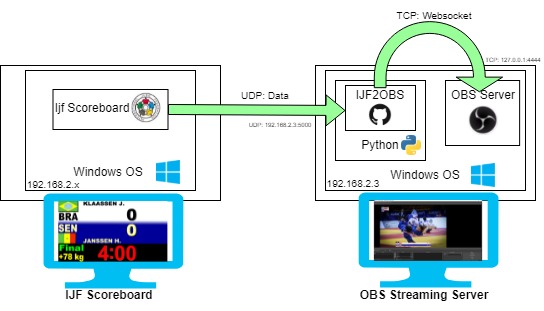 TCP: Websocket
TCP: 127.0.0.1:4444
UDP: Data
UDP: 192.168.2.3:5000
Ijf Scoreboard
IJF2OBS
OBS Server
Python
Windows OS
Windows OS
192.168.2.x
192.168.2.3
KLAASSEN J.
BRA 0
SEN 0
JANSSEN H.
Final
+78 kg
4:00
IJF Scoreboard
OBS Streaming Server